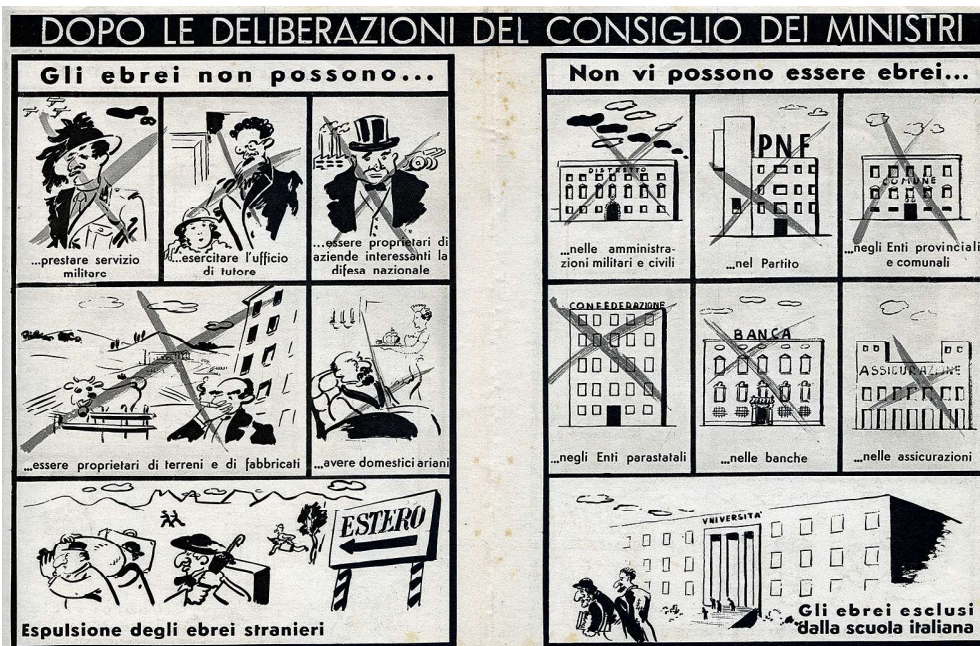 DOPO LE DELIBERAZIONI DEL CONSIGLIO DEI MINISTRI
Gli ebrei non possono...
...prestare servizio
militare
...esercitare l'ufficio
di tutore
...essere proprietari di
aziende interessanti la
difesa nazionale
...essere proprietari di terreni e di fabbricati
...avere domestici ariani
ESTERO
Espulsione degli ebrei stranieri
Non vi possono essere ebrei...
DISTRETTO
...nelle amministra-
zioni militari e civili
PNF
...nel Partito
COMUNE
...negli Enti provinciali
e comunali
CONFEDERAZIONE
...negli Enti parastatali
BANCA
...nelle banche
ASSICURAZIONE
...nelle assicurazioni
VNIVERSITA'
Gli ebrei esclusi
dalla scuola italiana